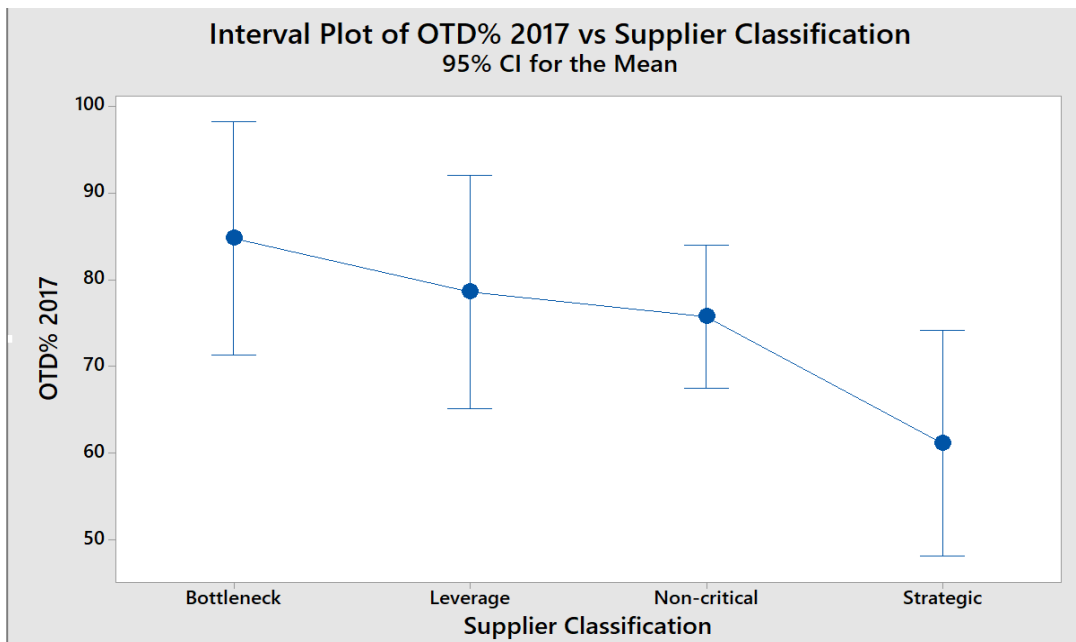 Interval Plot of OTD% 2017 vs Supplier Classification
95% CI for the Mean
100
90
80
70
60
50
OTD% 2017
Bottleneck
Leverage
Non-critical
Strategic
Supplier Classification